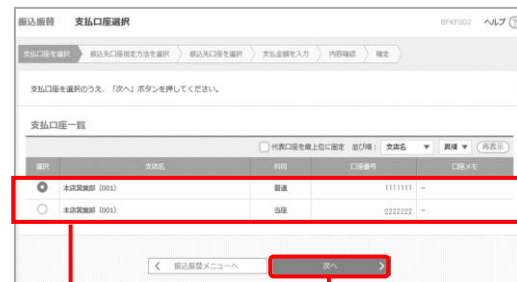 振込振替 支払口座選択 BFKF002 ヘルプ ?
支払口座を選択 振込先口座指定方法を選択 振込先口座を選択 支払金額を入力 内容確認 確定
支払口座を選択のうえ、「次へ」ボタンを押してください。
支払口座一覧
代表口座を最上位に固定 並び順： 支店名 ▼ 昇順 ▼ 再表示
選択 支店名 科目 口座番号 口座メモ
本店営業部 (001) 普通 1111111 -
本店営業部 (001) 当座 2222222 -
振込振替メニューへ 次へ